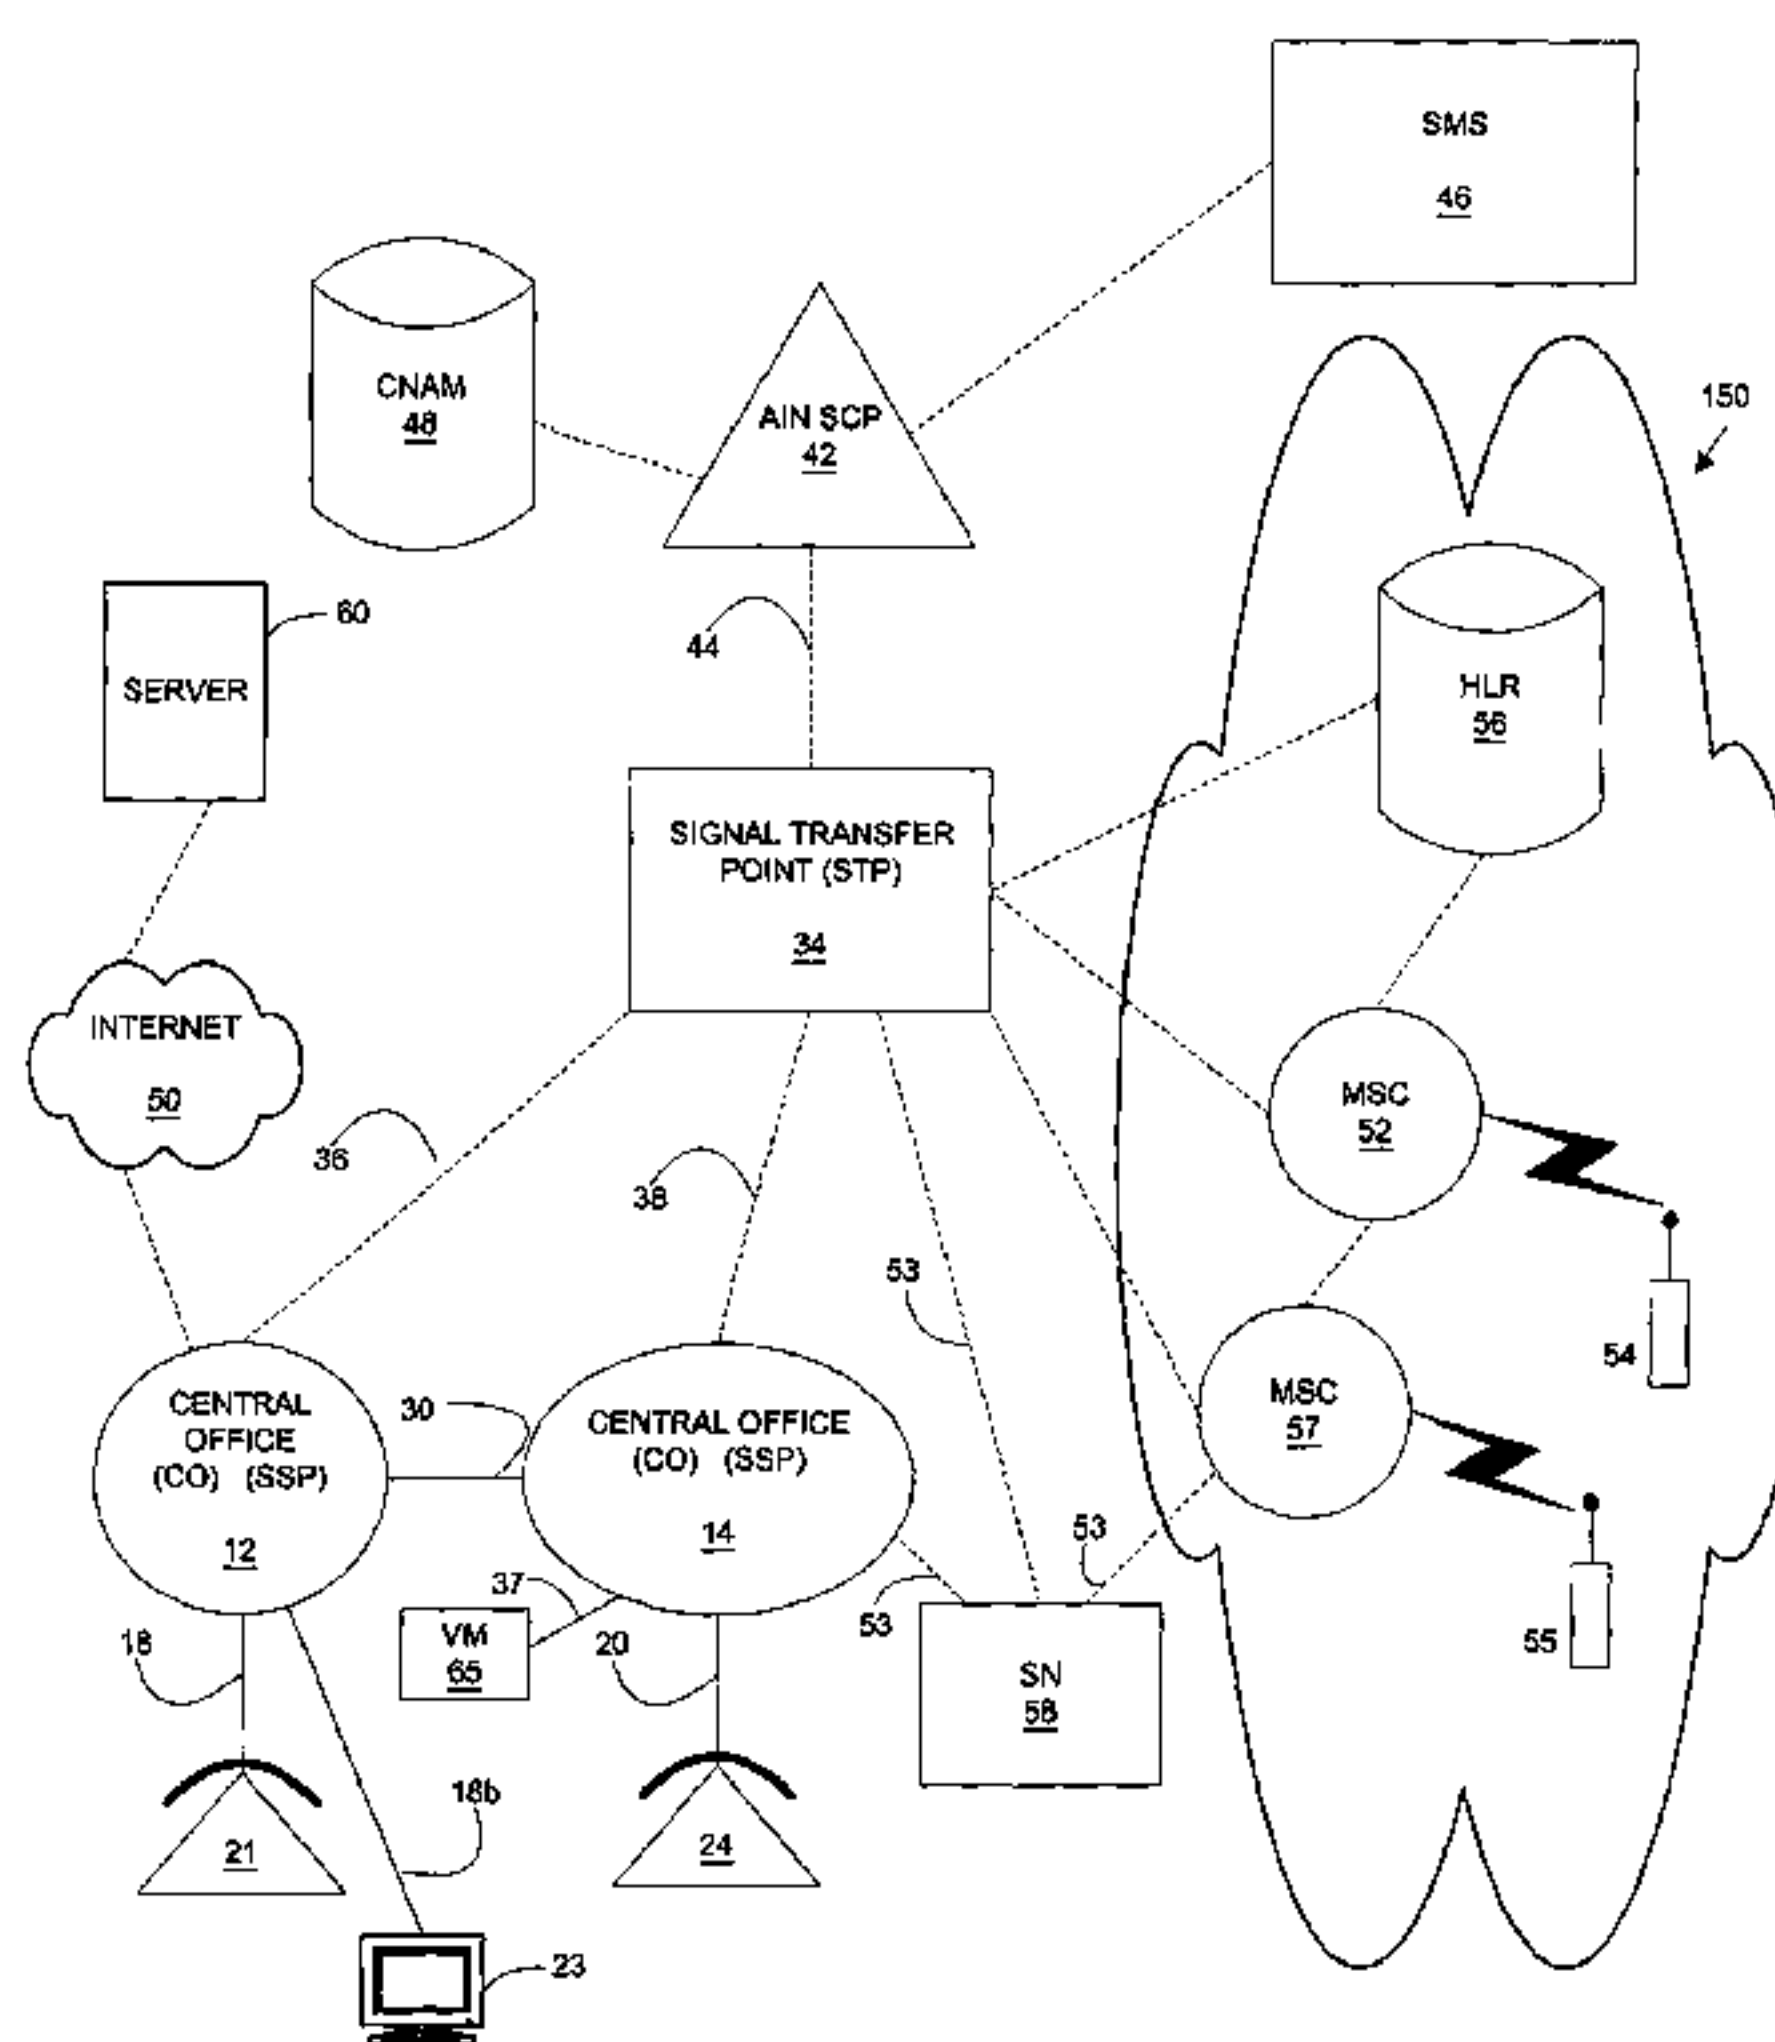 SMS
46
CNAM
48
AIN SCP
42
150
60
SERVER
44
HLR
56
SIGNAL TRANSFER
POINT (STP)
34
INTERNET
50
36
38
MSC
52
53
54
CENTRAL
OFFICE
(CO) (SSP)
12
30
CENTRAL OFFICE
(CO) (SSP)
14
MSC
57
53
37
VM
65
18
20
53
SN
58
55
21
18b
24
23